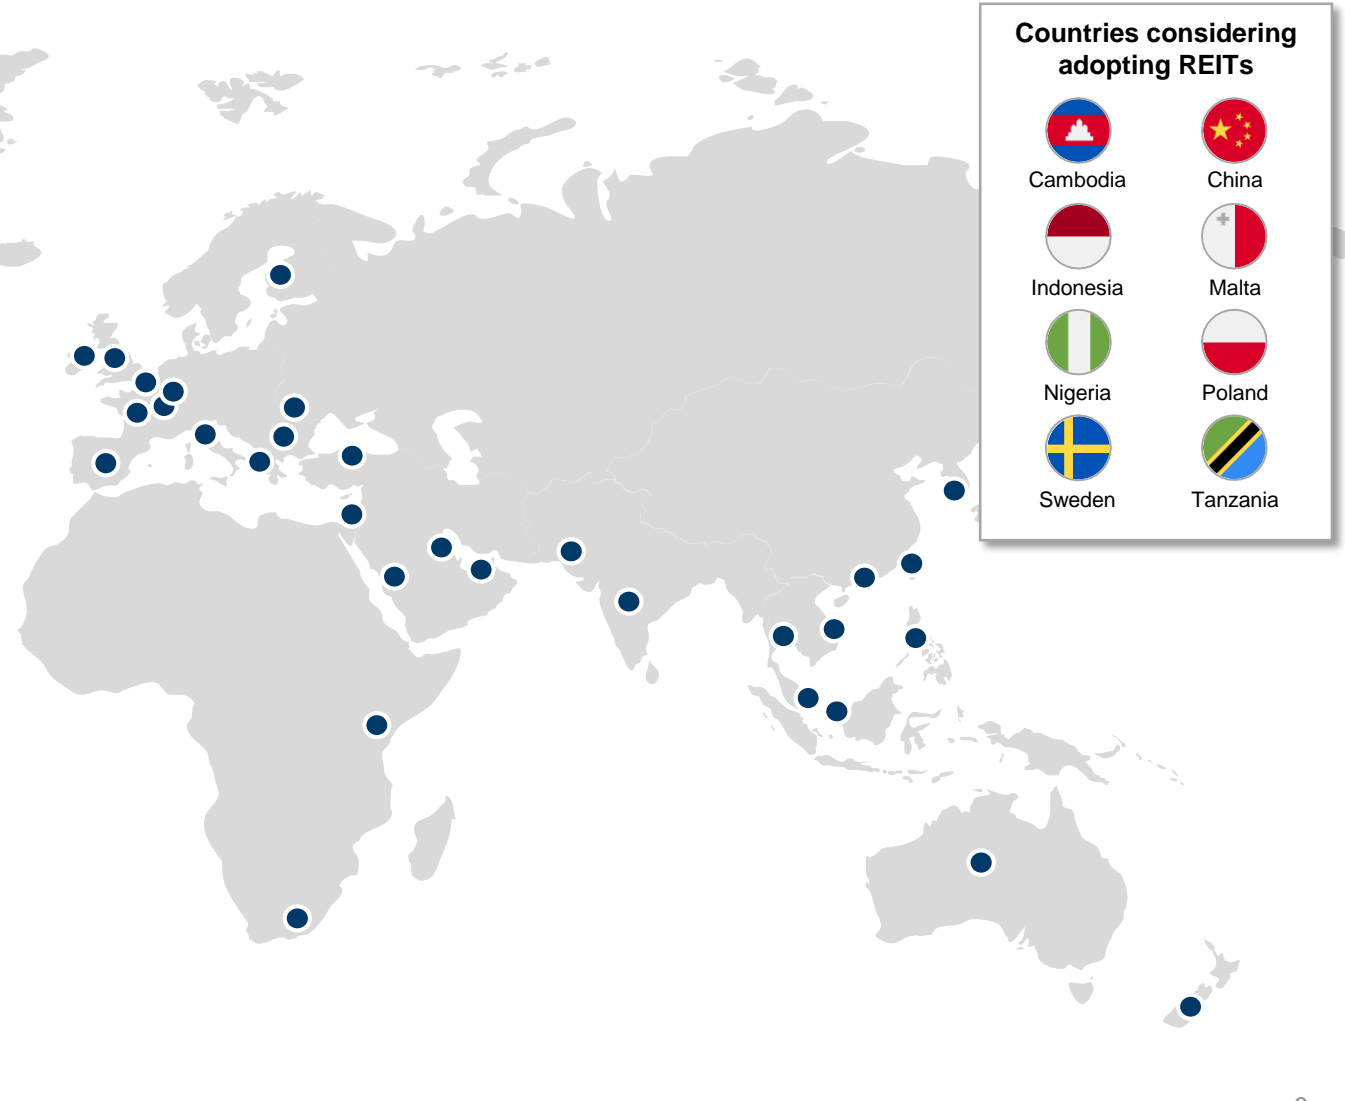 Countries considering
adopting REITs
Cambodia China
Indonesia Malta
Nigeria Poland
Sweden Tanzania